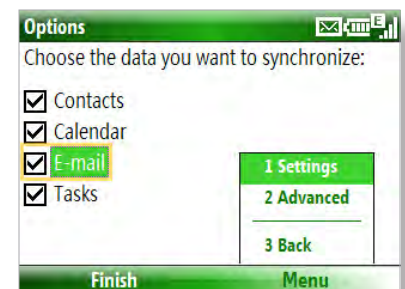 Options
E
Choose the data you want to synchronize:
Contacts
Calendar
E-mail
Tasks
1 Settings
2 Advanced
3 Back
Finish Menu